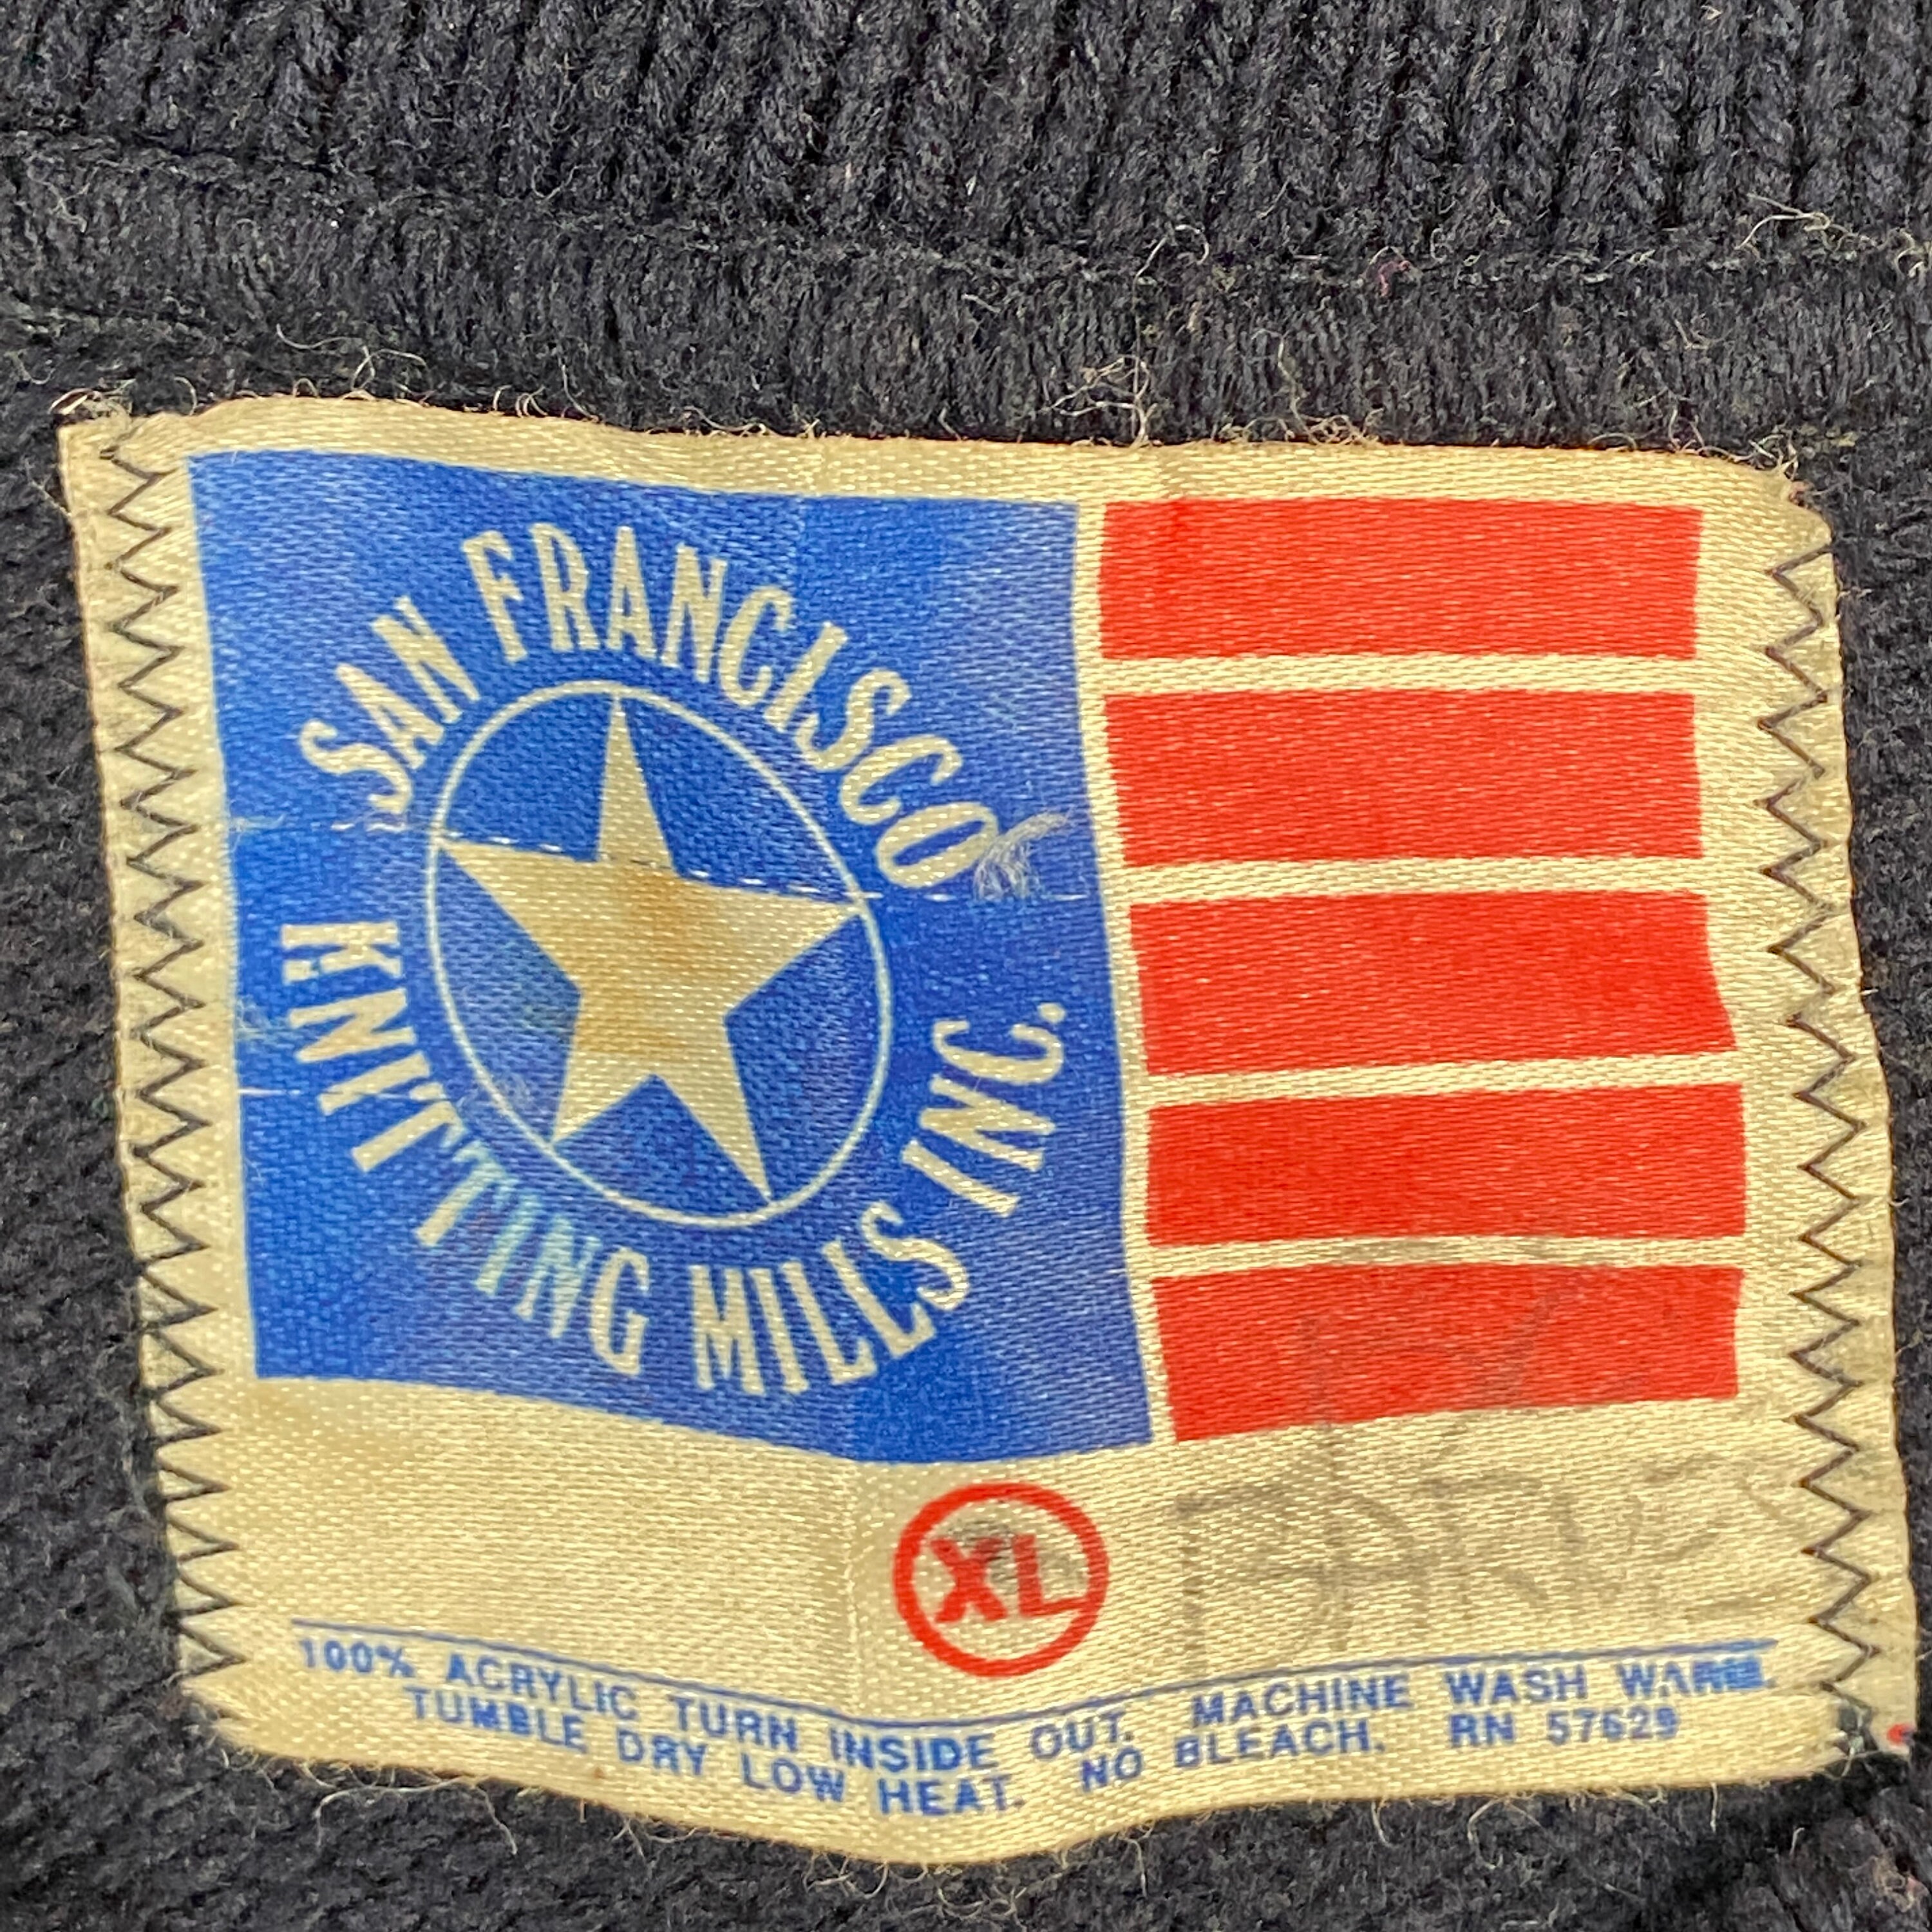 SAN FRANCISCO
KNITTING MILLS INC.
XL
100% ACRYLIC TURN INSIDE OUT. MACHINE WASH WARM.
TUMBLE DRY LOW HEAT. NO BLEACH. RN 57629